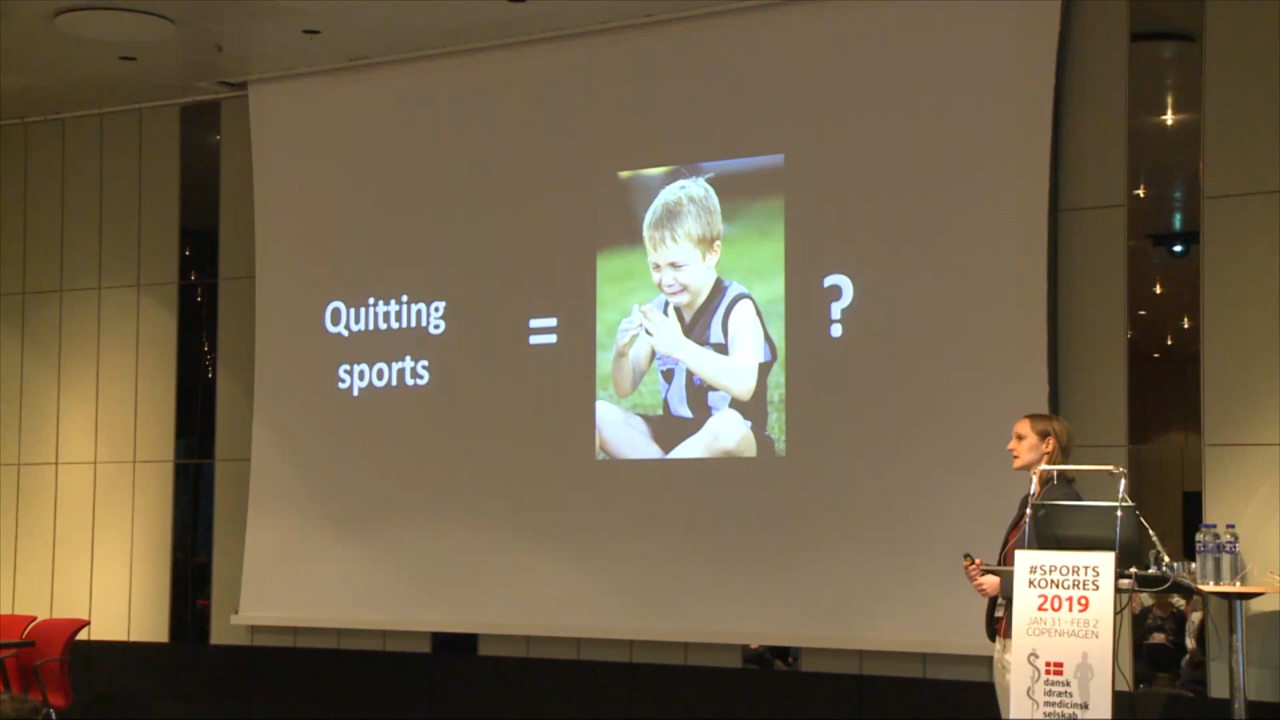 Quitting
sports
=
?
#SPORTS
KONGRES
2019
JAN 31 - FEB 2
COPENHAGEN
dansk
idræts
medicinsk
selskab